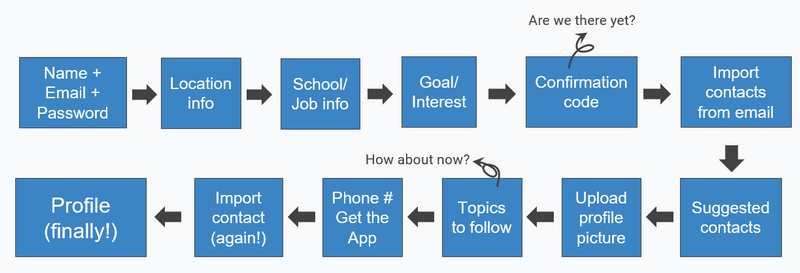 Are we there yet?
Name +
Email +
Password
Location
info
School/
Job info
Goal/
Interest
Confirmation
code
Import
contacts
from email
How about now?
Profile
(finally!)
Import
contact
(again!)
Phone #
Get the
App
Topics
to follow
Upload
profile
picture
Suggested
contacts